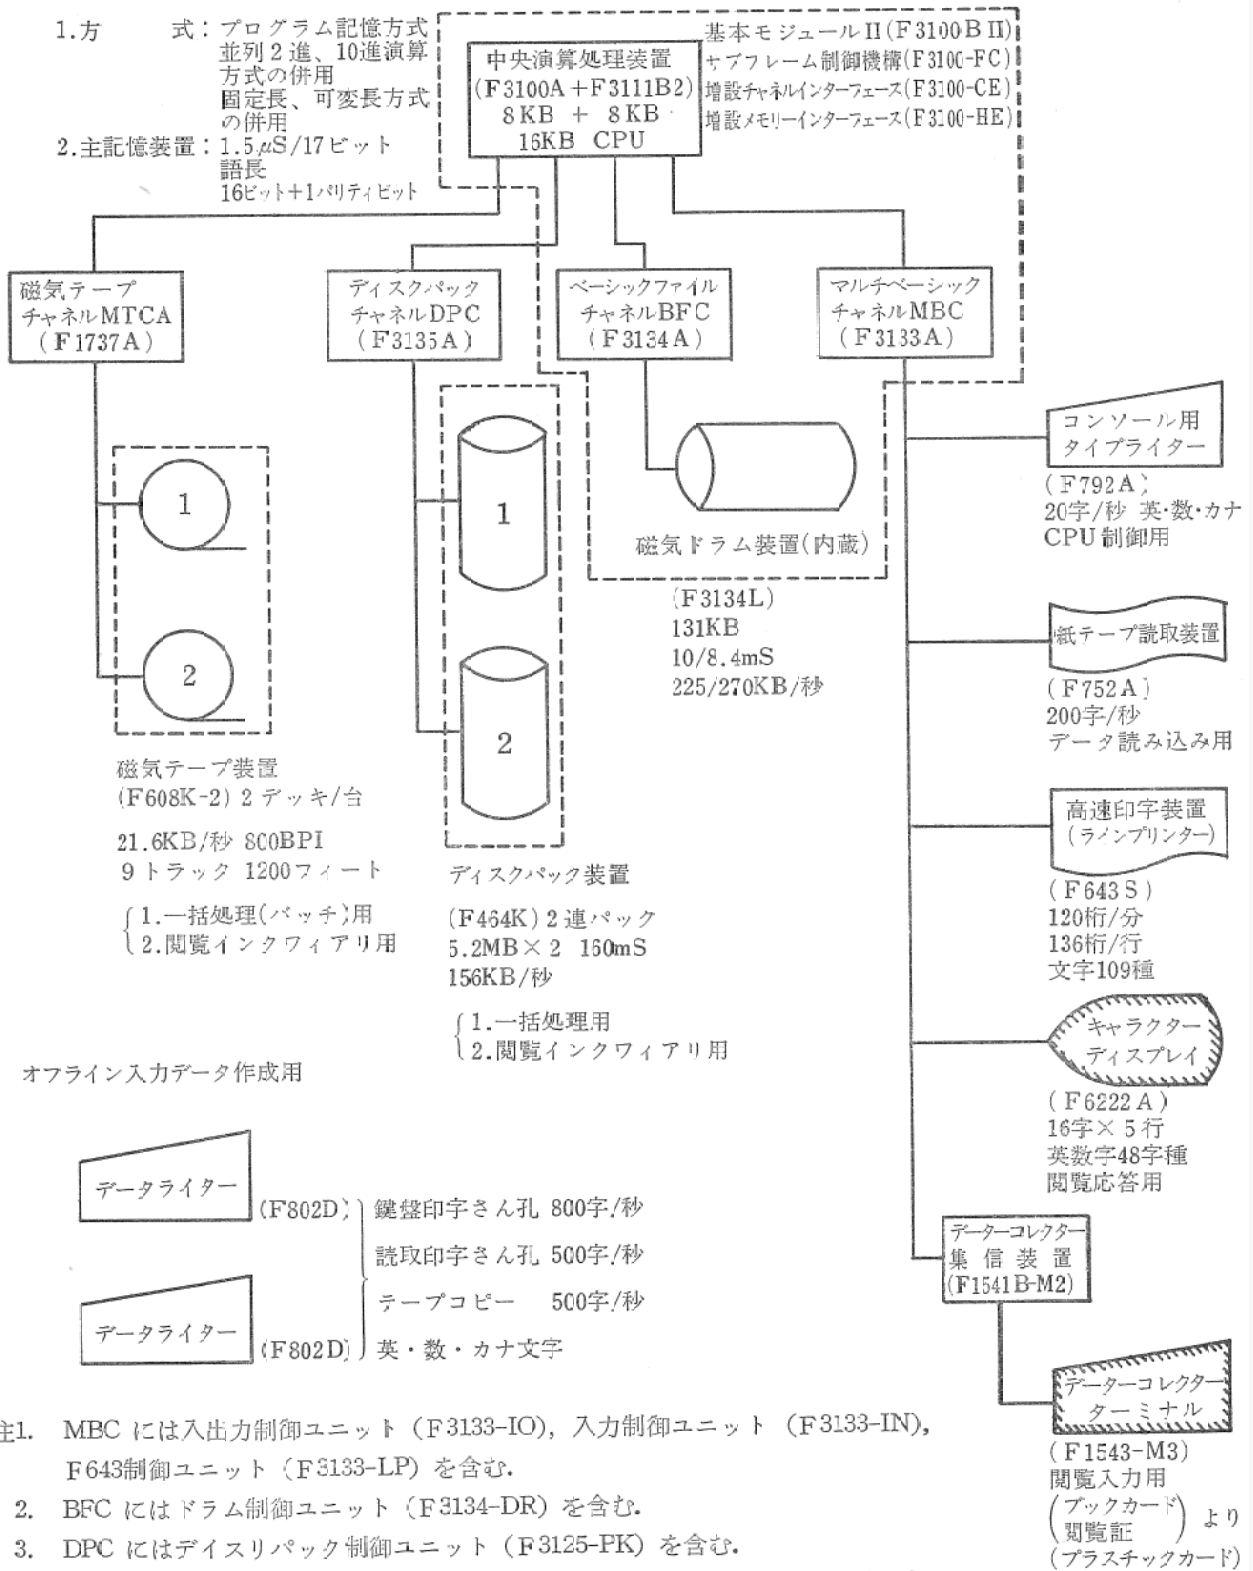 1.方　　式：プログラム記憶方式
並列2進、10進演算
方式の併用
固定長、可変長方式
の併用
2.主記憶装置：1.5μS/17ビット
語長
16ビット+1パリティビット
中央演算処理装置
(F3100A+F3111B2)
8KB + 8KB
16KB CPU
基本モジュールII(F3100BII)
サブフレーム制御機構(F3100-FC)
増設チャネルインターフェース(F3100-CE)
増設メモリーインターフェース(F3100-HE)
磁気テープ
チャネルMTCA
(F1737A)
ディスクパック
チャネルDPC
(F3135A)
ベーシックファイル
チャネルBFC
(F3134A)
マルチベーシック
チャネルMBC
(F3133A)
1
2
磁気テープ装置
(F608K-2) 2デッキ/台
21.6KB/秒 800BPI
9トラック 1200フィート
1.一括処理(バッチ)用
2.閲覧インクワィアリ用
1
2
ディスクパック装置
(F464K) 2連パック
5.2MB×2 160mS
156KB/秒
1.一括処理用
2.閲覧インクワィアリ用
磁気ドラム装置(内蔵)
(F3134L)
131KB
10/8.4mS
225/270KB/秒
コンソール用
タイプライター
(F792A)
20字/秒 英・数・カナ
CPU制御用
紙テープ読取装置
(F752A)
200字/秒
データ読み込み用
高速印字装置
(ラインプリンター)
(F643S)
120桁/分
136桁/行
文字109種
キャラクター
ディスプレイ
(F6222A)
16字×5行
英数字48字種
閲覧応答用
データーコレクター
集信装置
(F1541B-M2)
データーコレクター
ターミナル
(F1543-M3)
閲覧入力用
(ブックカード
閲覧証) より
(プラスチックカード)
オフライン入力データ作成用
データライター
(F802D)
データライター
(F802D)
鍵盤印字さん孔 800字/秒
読取印字さん孔 500字/秒
テープコピー 500字/秒
英・数・カナ文字
注1. MBC には入出力制御ユニット (F3133-IO), 入力制御ユニット (F3133-IN),
F643制御ユニット (F3133-LP) を含む.
2. BFC にはドラム制御ユニット (F3134-DR) を含む.
3. DPC にはデイスリパック制御ユニット (F3125-PK) を含む.